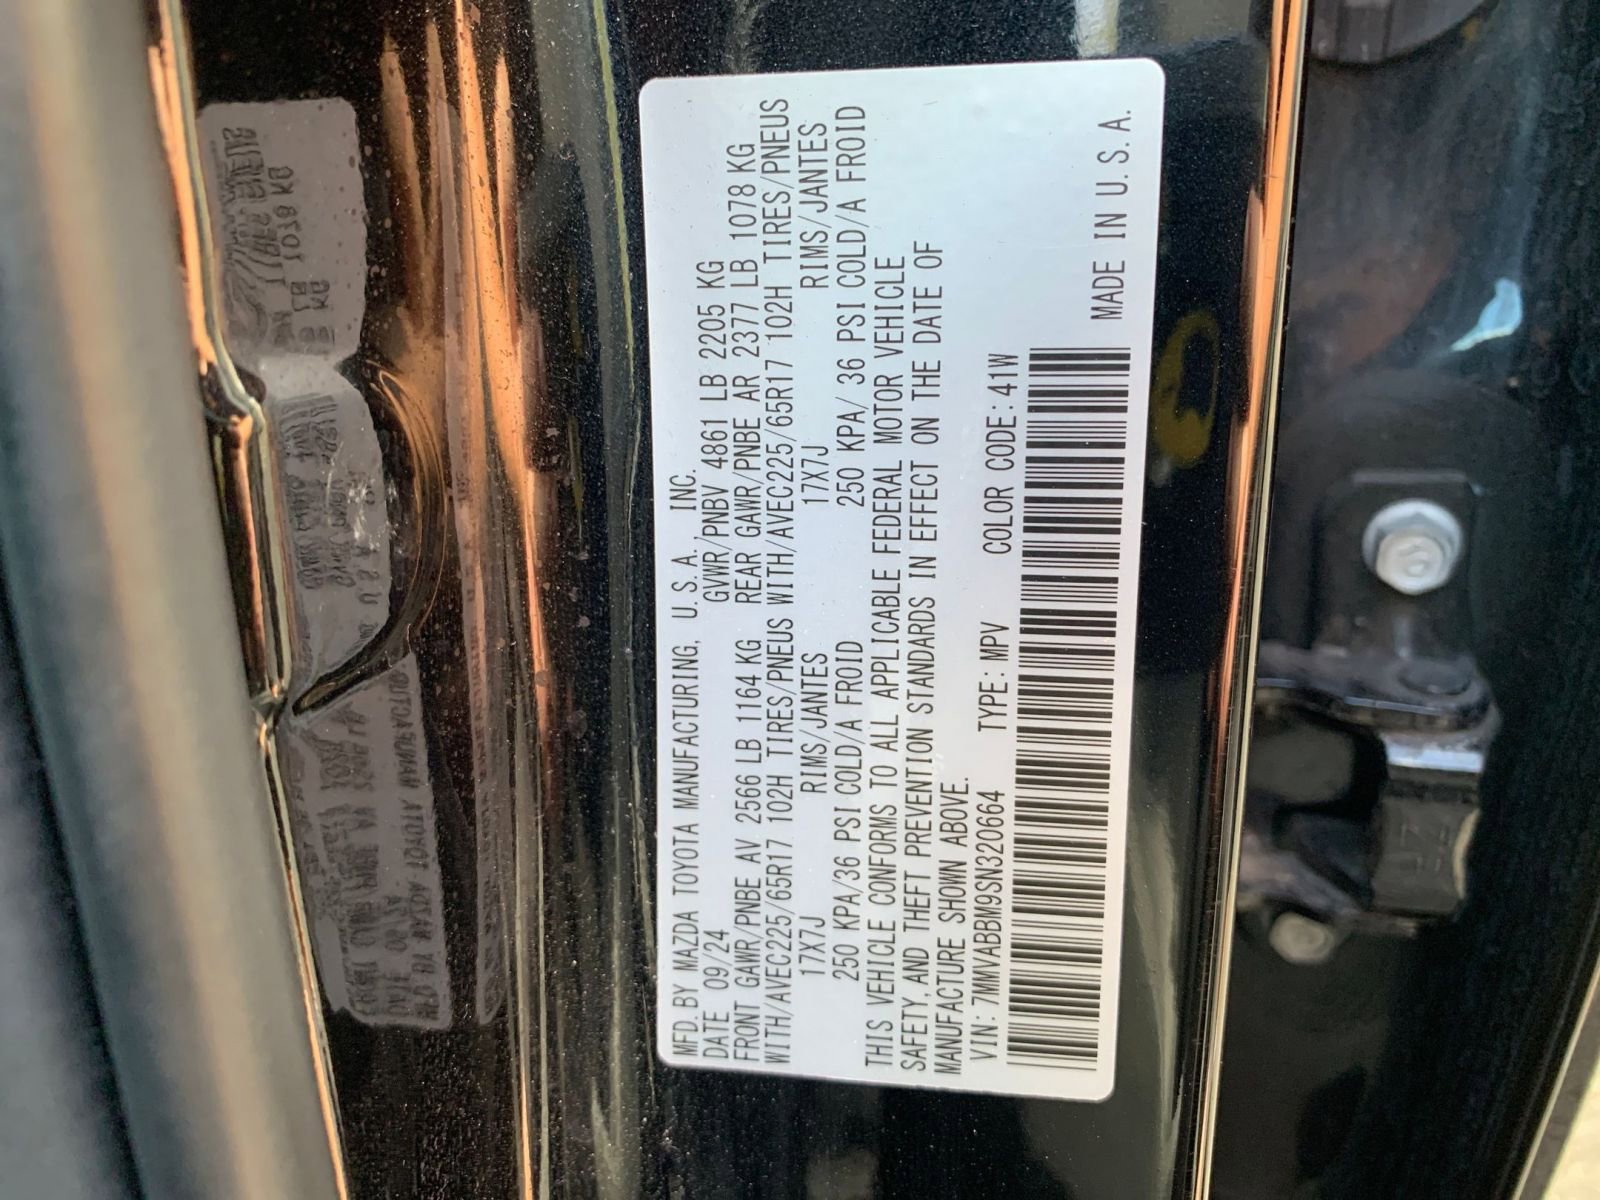 MFD. BY MAZDA TOYOTA MANUFACTURING, U.S.A. INC.
DATE 09/24 GVWR/PNBV 4861 LB 2205 KG
FRONT GAWR/PNBE AV 2566 LB 1164 KG REAR GAWR/PNBE AR 2377 LB 1078 KG
WITH/AVEC225/65R17 102H TIRES/PNEUS WITH/AVEC225/65R17 102H TIRES/PNEUS
17X7J RIMS/JANTES 17X7J RIMS/JANTES
250 KPA/36 PSI COLD/A FROID 250 KPA/ 36 PSI COLD/A FROID
THIS VEHICLE CONFORMS TO ALL APPLICABLE FEDERAL MOTOR VEHICLE
SAFETY, AND THEFT PREVENTION STANDARDS IN EFFECT ON THE DATE OF
MANUFACTURE SHOWN ABOVE.
VIN: 7MMVABBM9SN320664 TYPE: MPV COLOR CODE: 41W
MADE IN U.S.A.